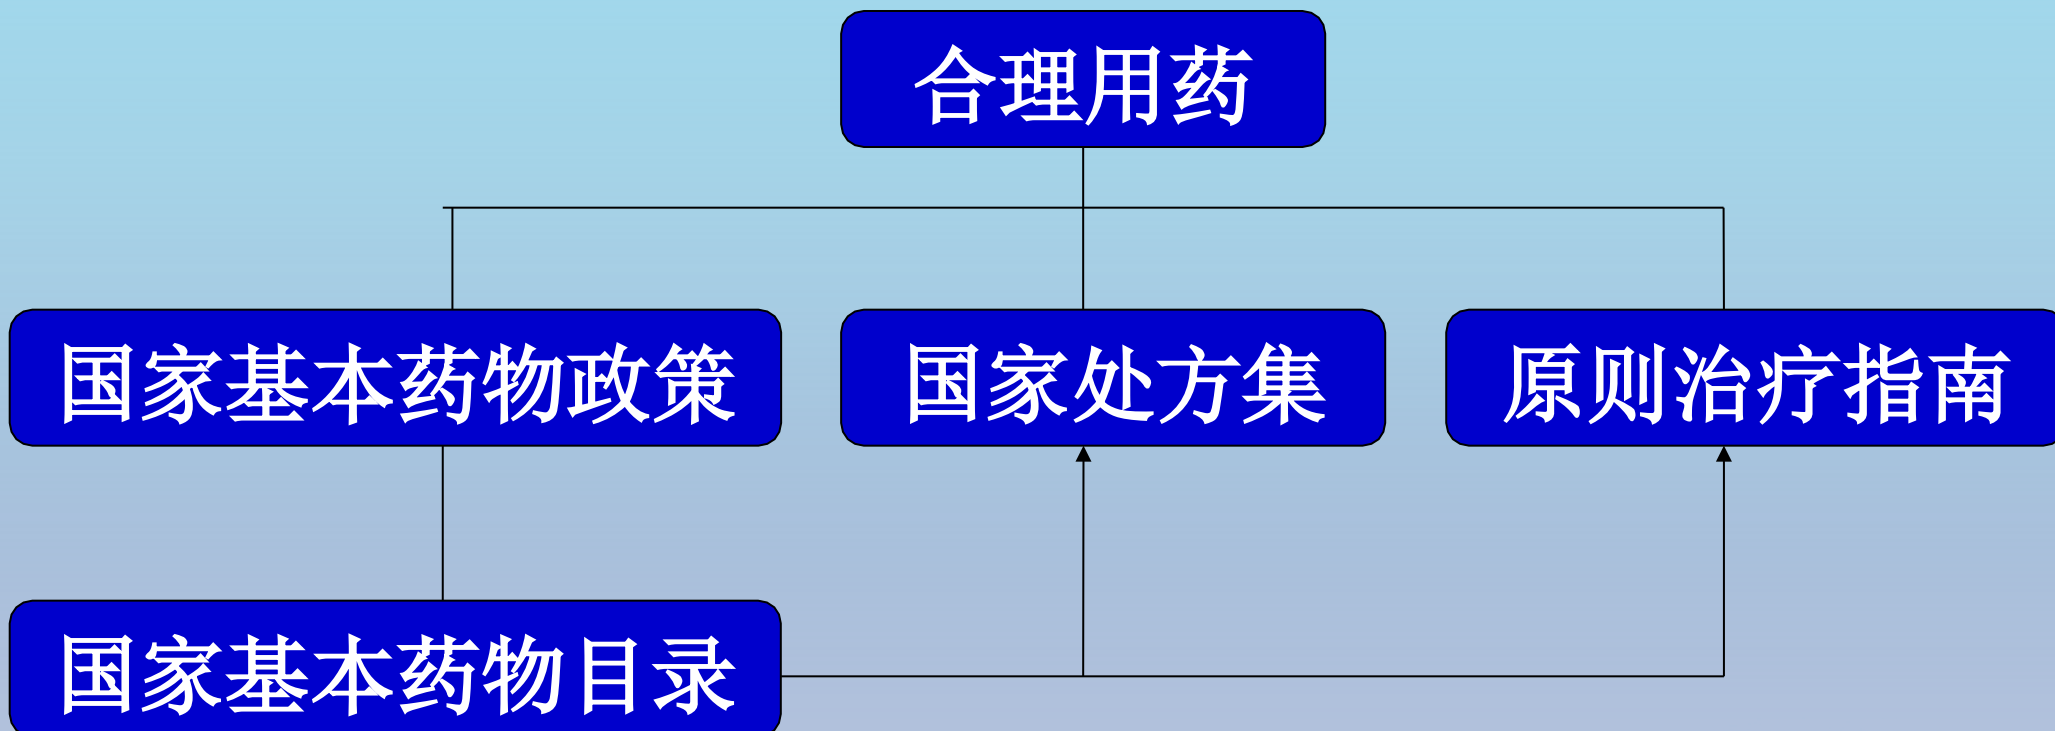 合理用药
国家基本药物政策
国家处方集
原则治疗指南
国家基本药物目录